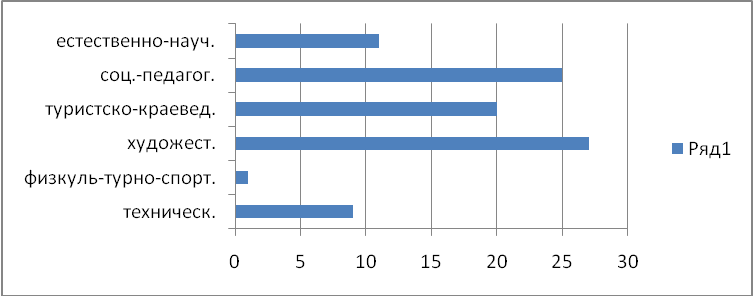 естественно-науч.
соц.-педагог.
туристско-краевед.
художест.
физкуль-турно-спорт.
техническ.
Ряд1
0 5 10 15 20 25 30